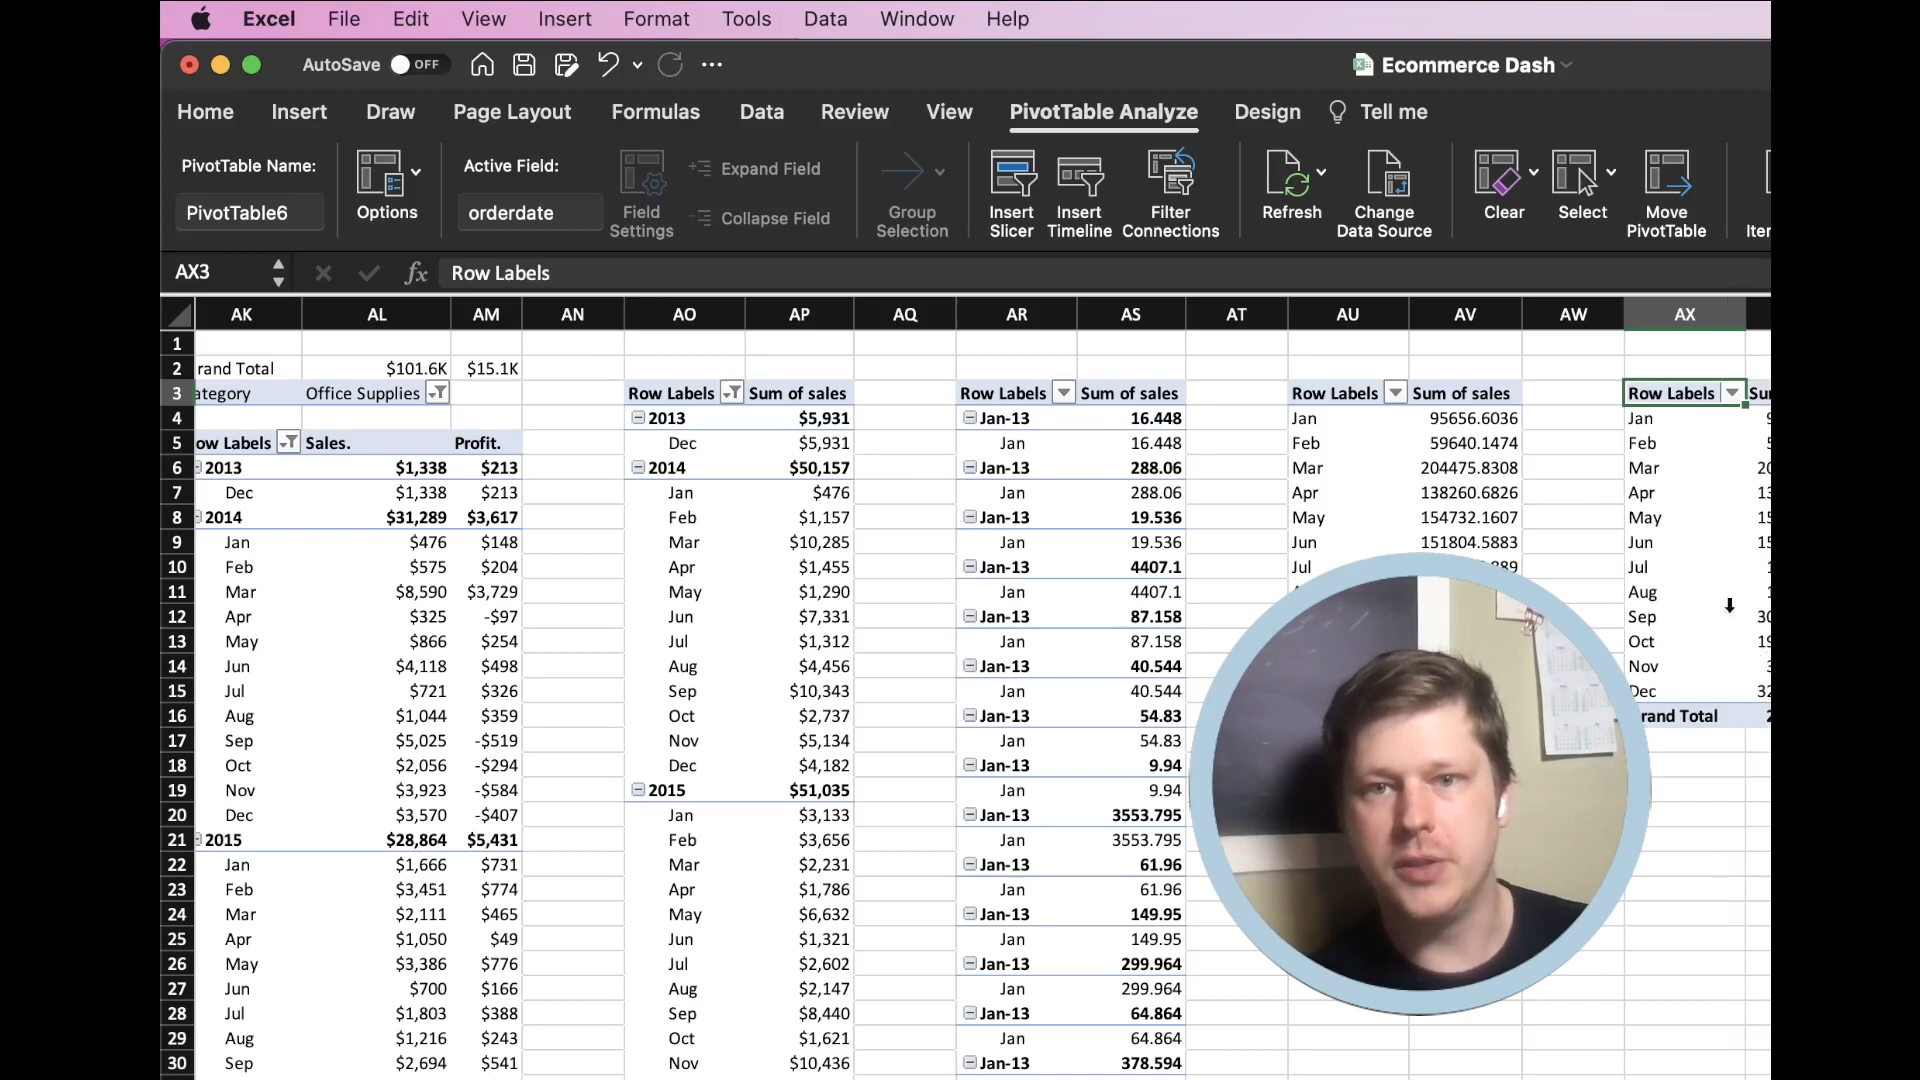 Excel File Edit View Insert Format Tools Data Window Help
AutoSave OFF Ecommerce Dash
Home Insert Draw Page Layout Formulas Data Review View PivotTable Analyze Design Tell me
PivotTable Name: PivotTable6 Options Active Field: orderdate Field Settings Expand Field Collapse Field Group Selection Insert Slicer Insert Timeline Filter Connections Refresh Change Data Source Clear Select Move PivotTable
AX3 fx Row Labels
AK AL AM AN AO AP AQ AR AS AT AU AV AW AX
1
2 rand Total $101.6K $15.1K
3 ategory Office Supplies Row Labels Sum of sales Row Labels Sum of sales Row Labels Sum of sales Row Labels Su
4 2013 $5,931 Jan-13 16.448 Jan 95656.6036 Jan
5 ow Labels Sales. Profit. Dec $5,931 Jan 16.448 Feb 59640.1474 Feb
6 2013 $1,338 $213 2014 $50,157 Jan-13 288.06 Mar 204475.8308 Mar 20
7 Dec $1,338 $213 Jan $476 Jan 288.06 Apr 138260.6826 Apr 13
8 2014 $31,289 $3,617 Feb $1,157 Jan-13 19.536 May 154732.1607 May 15
9 Jan $476 $148 Mar $10,285 Jan 19.536 Jun 151804.5883 Jun 15
10 Feb $575 $204 Apr $1,455 Jan-13 4407.1 Jul Jul
11 Mar $8,590 $3,729 May $1,290 Jan 4407.1 Aug
12 Apr $325 -$97 Jun $7,331 Jan-13 87.158 Sep 30
13 May $866 $254 Jul $1,312 Jan 87.158 Oct 19
14 Jun $4,118 $498 Aug $4,456 Jan-13 40.544 Nov
15 Jul $721 $326 Sep $10,343 Jan 40.544 Dec 32
16 Aug $1,044 $359 Oct $2,737 Jan-13 54.83 rand Total 2
17 Sep $5,025 -$519 Nov $5,134 Jan 54.83
18 Oct $2,056 -$294 Dec $4,182 Jan-13 9.94
19 Nov $3,923 -$584 2015 $51,035 Jan 9.94
20 Dec $3,570 -$407 Jan $3,133 Jan-13 3553.795
21 2015 $28,864 $5,431 Feb $3,656 Jan 3553.795
22 Jan $1,666 $731 Mar $2,231 Jan-13 61.96
23 Feb $3,451 $774 Apr $1,786 Jan 61.96
24 Mar $2,111 $465 May $6,632 Jan-13 149.95
25 Apr $1,050 $49 Jun $1,321 Jan 149.95
26 May $3,386 $776 Jul $2,602 Jan-13 299.964
27 Jun $700 $166 Aug $2,147 Jan 299.964
28 Jul $1,803 $388 Sep $8,440 Jan-13 64.864
29 Aug $1,216 $243 Oct $1,621 Jan 64.864
30 Sep $2,694 $541 Nov $10,436 Jan-13 378.594